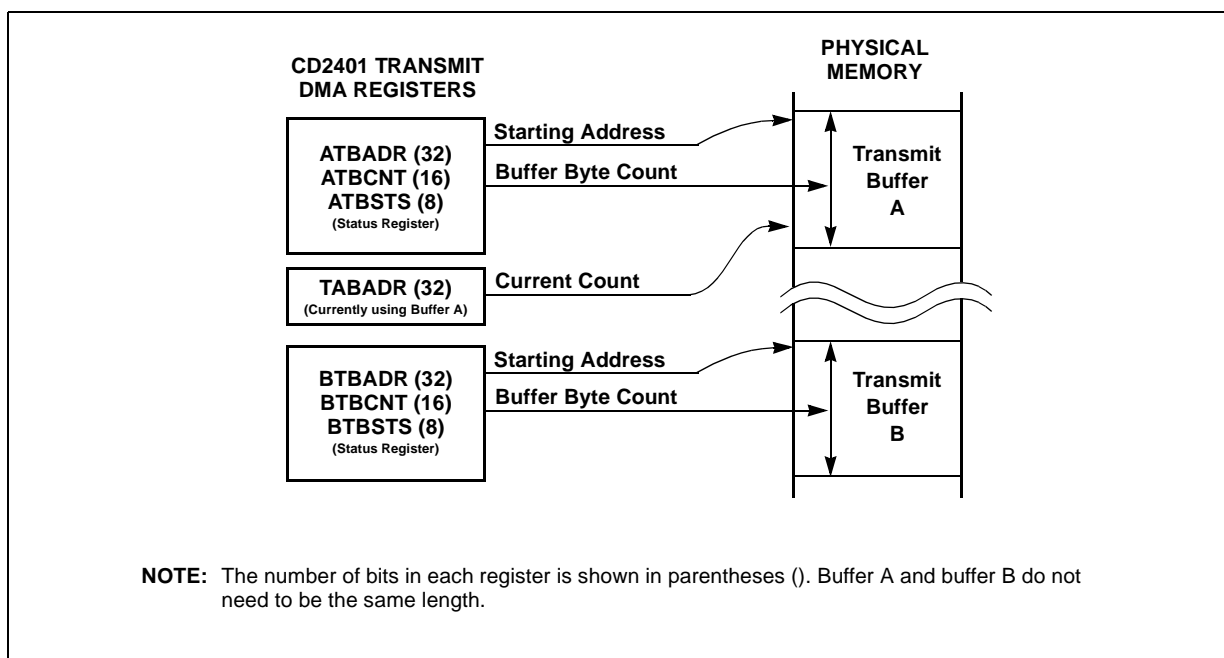 CD2401 TRANSMIT
DMA REGISTERS
PHYSICAL
MEMORY
ATBADR (32)
ATBCNT (16)
ATBSTS (8)
(Status Register)
Starting Address
Buffer Byte Count
Transmit
Buffer
A
TABADR (32)
(Currently using Buffer A)
Current Count
BTBADR (32)
BTBCNT (16)
BTBSTS (8)
(Status Register)
Starting Address
Buffer Byte Count
Transmit
Buffer
B
NOTE: The number of bits in each register is shown in parentheses (). Buffer A and buffer B do not
need to be the same length.